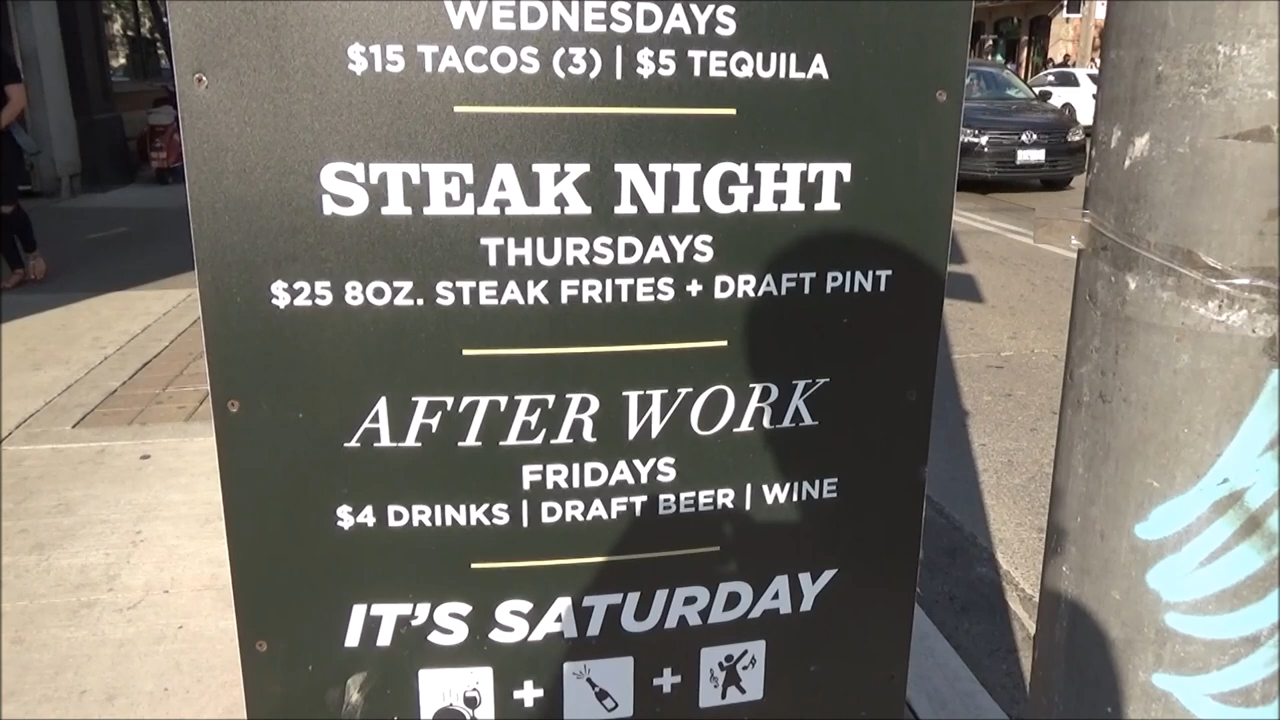 WEDNESDAYS
$15 TACOS (3) | $5 TEQUILA
STEAK NIGHT
THURSDAYS
$25 8OZ. STEAK FRITES + DRAFT PINT
AFTER WORK
FRIDAYS
$4 DRINKS | DRAFT BEER | WINE
IT'S SATURDAY
+ +